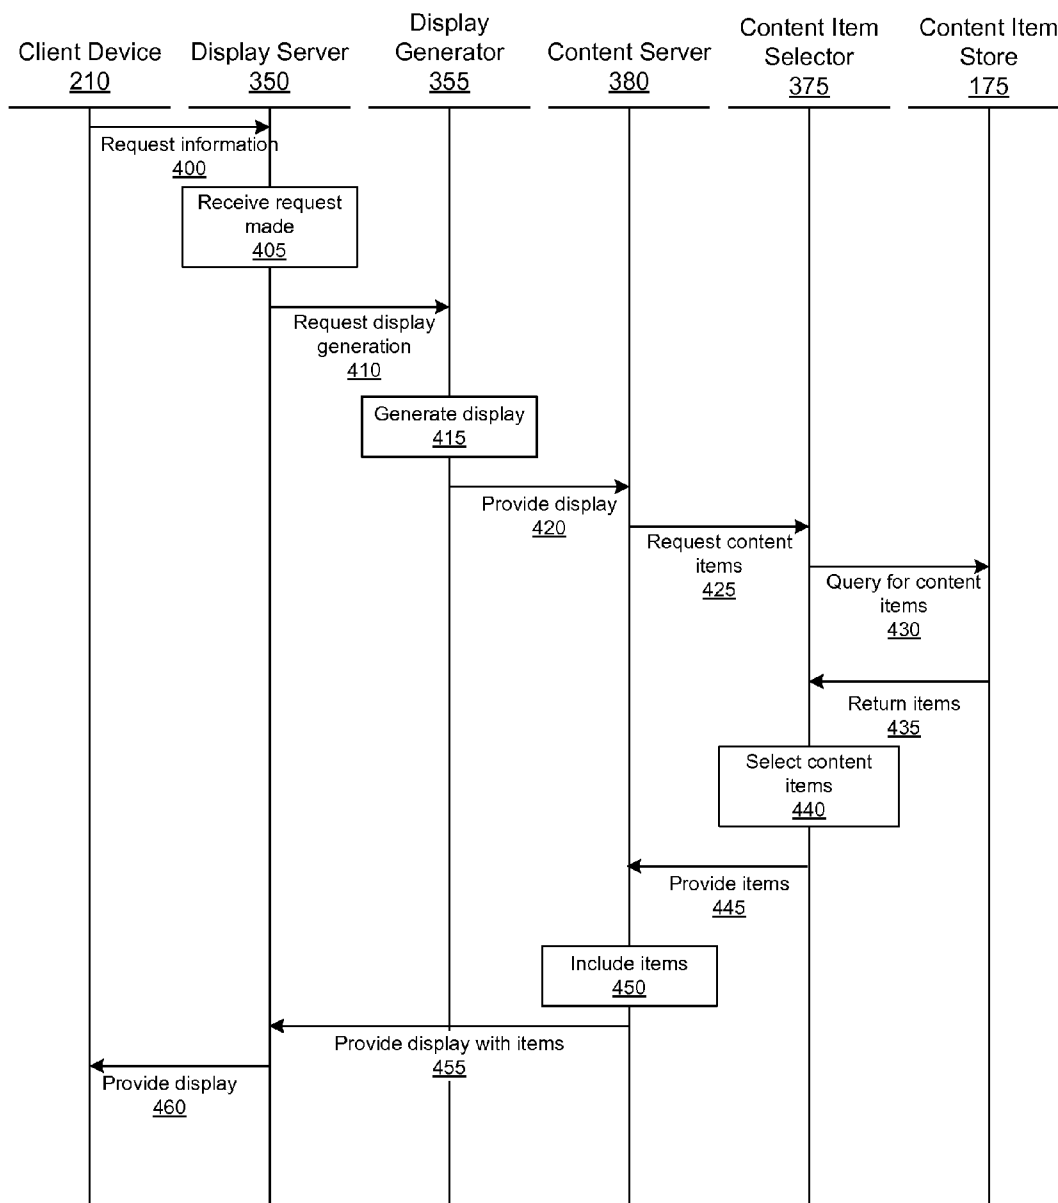 Client Device
210
Display Server
350
Display
Generator
355
Content Server
380
Content Item
Selector
375
Content Item
Store
175
Request information
400
Receive request
made
405
Request display
generation
410
Generate display
415
Provide display
420
Request content
items
425
Query for content
items
430
Return items
435
Select content
items
440
Provide items
445
Include items
450
Provide display with items
455
Provide display
460